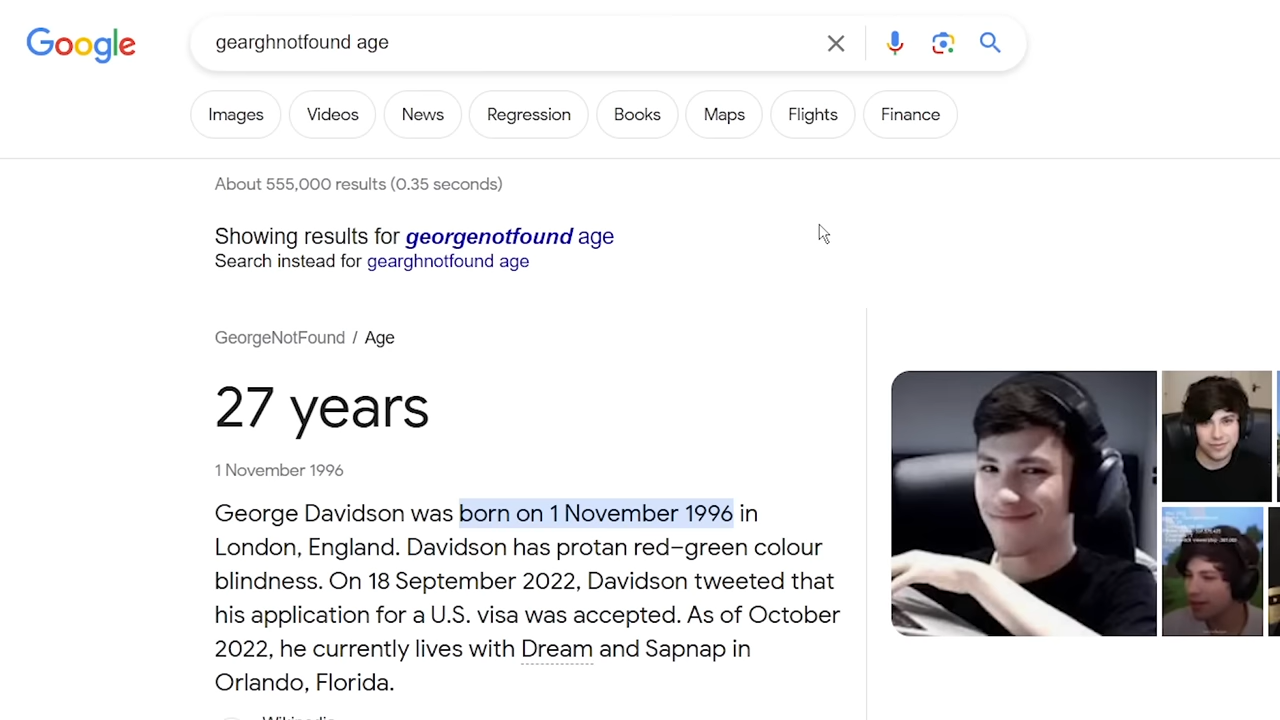 Google
gearghnotfound age
Images Videos News Regression Books Maps Flights Finance
About 555,000 results (0.35 seconds)
Showing results for georgenotfound age
Search instead for gearghnotfound age
GeorgeNotFound / Age
27 years
1 November 1996
George Davidson was born on 1 November 1996 in
London, England. Davidson has protan red–green colour
blindness. On 18 September 2022, Davidson tweeted that
his application for a U.S. visa was accepted. As of October
2022, he currently lives with Dream and Sapnap in
Orlando, Florida.
Wikipedia